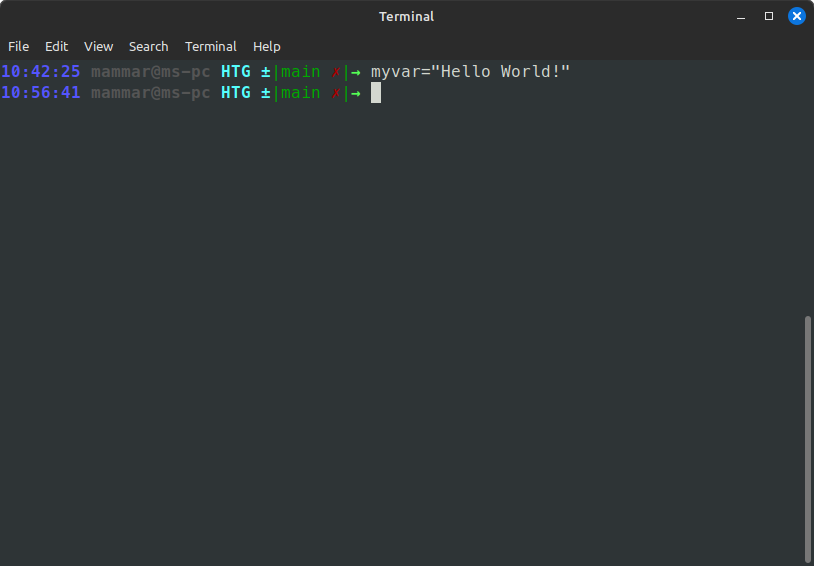 Terminal
File Edit View Search Terminal Help
10:42:25 mammar@ms-pc HTG ±|main ✗|→ myvar="Hello World!"
10:56:41 mammar@ms-pc HTG ±|main ✗|→